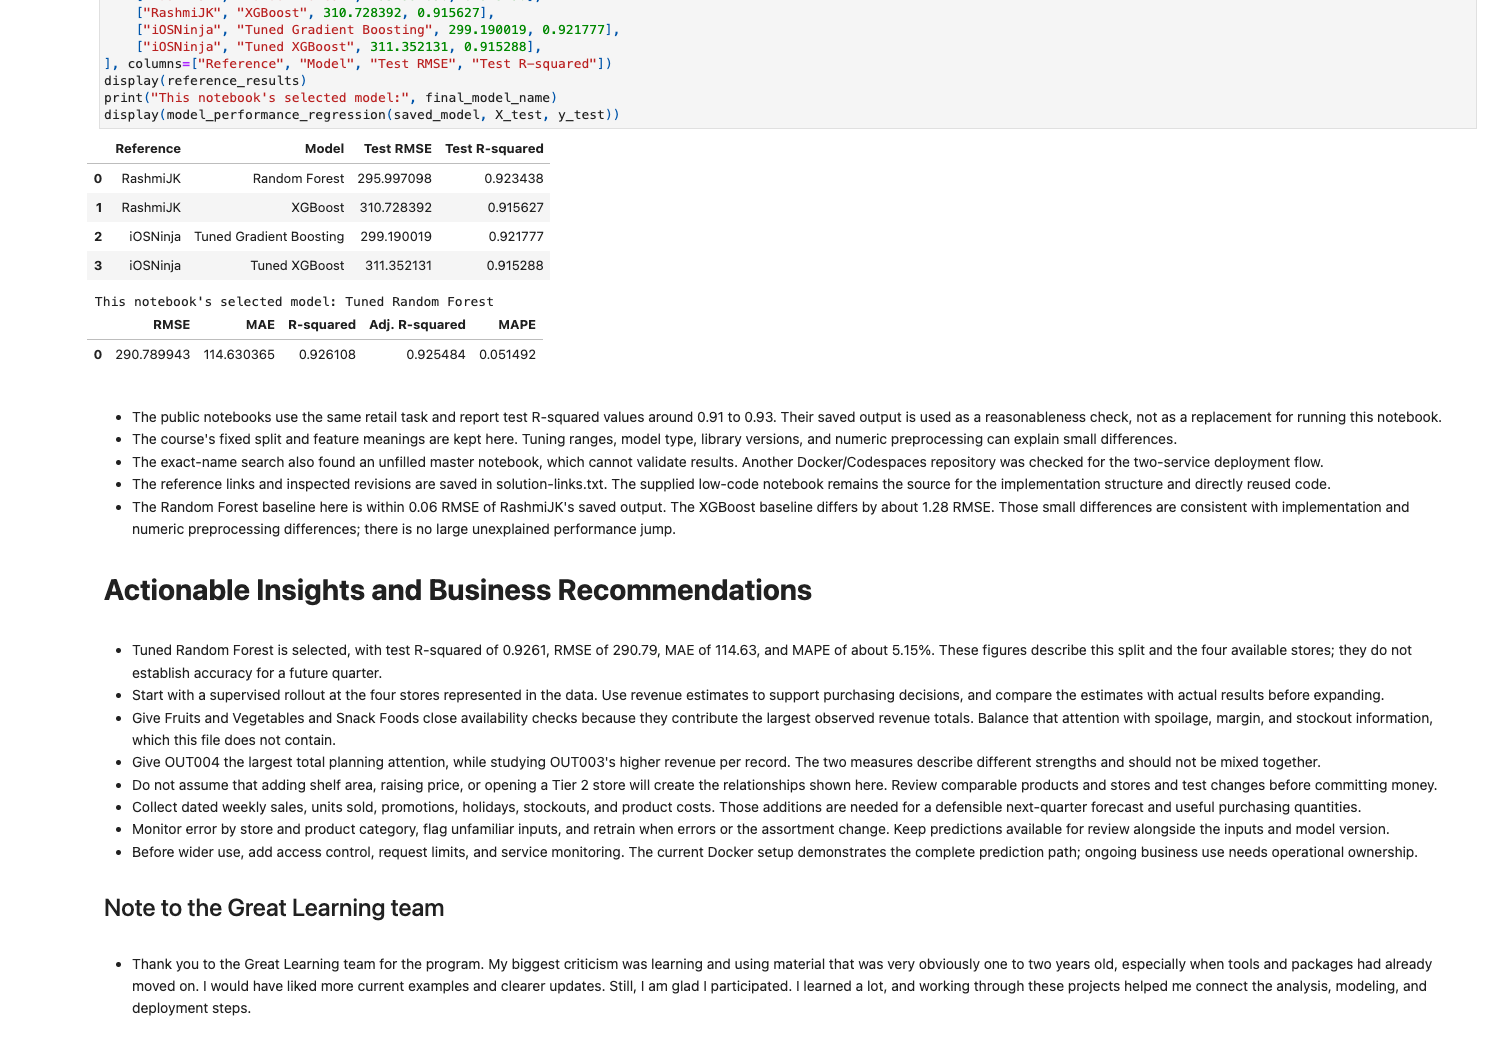 ["RashmiJK", "XGBoost", 310.728392, 0.915627],
["iOSNinja", "Tuned Gradient Boosting", 299.190019, 0.921777],
["iOSNinja", "Tuned XGBoost", 311.352131, 0.915288],
], columns=["Reference", "Model", "Test RMSE", "Test R-squared"])
display(reference_results)
print("This notebook's selected model:", final_model_name)
display(model_performance_regression(saved_model, X_test, y_test))
Reference Model Test RMSE Test R-squared
0 RashmiJK Random Forest 295.997098 0.923438
1 RashmiJK XGBoost 310.728392 0.915627
2 iOSNinja Tuned Gradient Boosting 299.190019 0.921777
3 iOSNinja Tuned XGBoost 311.352131 0.915288
This notebook's selected model: Tuned Random Forest
RMSE MAE R-squared Adj. R-squared MAPE
0 290.789943 114.630365 0.926108 0.925484 0.051492
• The public notebooks use the same retail task and report test R-squared values around 0.91 to 0.93. Their saved output is used as a reasonableness check, not as a replacement for running this notebook.
• The course's fixed split and feature meanings are kept here. Tuning ranges, model type, library versions, and numeric preprocessing can explain small differences.
• The exact-name search also found an unfilled master notebook, which cannot validate results. Another Docker/Codespaces repository was checked for the two-service deployment flow.
• The reference links and inspected revisions are saved in solution-links.txt. The supplied low-code notebook remains the source for the implementation structure and directly reused code.
• The Random Forest baseline here is within 0.06 RMSE of RashmiJK's saved output. The XGBoost baseline differs by about 1.28 RMSE. Those small differences are consistent with implementation and
numeric preprocessing differences; there is no large unexplained performance jump.
Actionable Insights and Business Recommendations
• Tuned Random Forest is selected, with test R-squared of 0.9261, RMSE of 290.79, MAE of 114.63, and MAPE of about 5.15%. These figures describe this split and the four available stores; they do not
establish accuracy for a future quarter.
• Start with a supervised rollout at the four stores represented in the data. Use revenue estimates to support purchasing decisions, and compare the estimates with actual results before expanding.
• Give Fruits and Vegetables and Snack Foods close availability checks because they contribute the largest observed revenue totals. Balance that attention with spoilage, margin, and stockout information,
which this file does not contain.
• Give OUT004 the largest total planning attention, while studying OUT003's higher revenue per record. The two measures describe different strengths and should not be mixed together.
• Do not assume that adding shelf area, raising price, or opening a Tier 2 store will create the relationships shown here. Review comparable products and stores and test changes before committing money.
• Collect dated weekly sales, units sold, promotions, holidays, stockouts, and product costs. Those additions are needed for a defensible next-quarter forecast and useful purchasing quantities.
• Monitor error by store and product category, flag unfamiliar inputs, and retrain when errors or the assortment change. Keep predictions available for review alongside the inputs and model version.
• Before wider use, add access control, request limits, and service monitoring. The current Docker setup demonstrates the complete prediction path; ongoing business use needs operational ownership.
Note to the Great Learning team
• Thank you to the Great Learning team for the program. My biggest criticism was learning and using material that was very obviously one to two years old, especially when tools and packages had already
moved on. I would have liked more current examples and clearer updates. Still, I am glad I participated. I learned a lot, and working through these projects helped me connect the analysis, modeling, and
deployment steps.